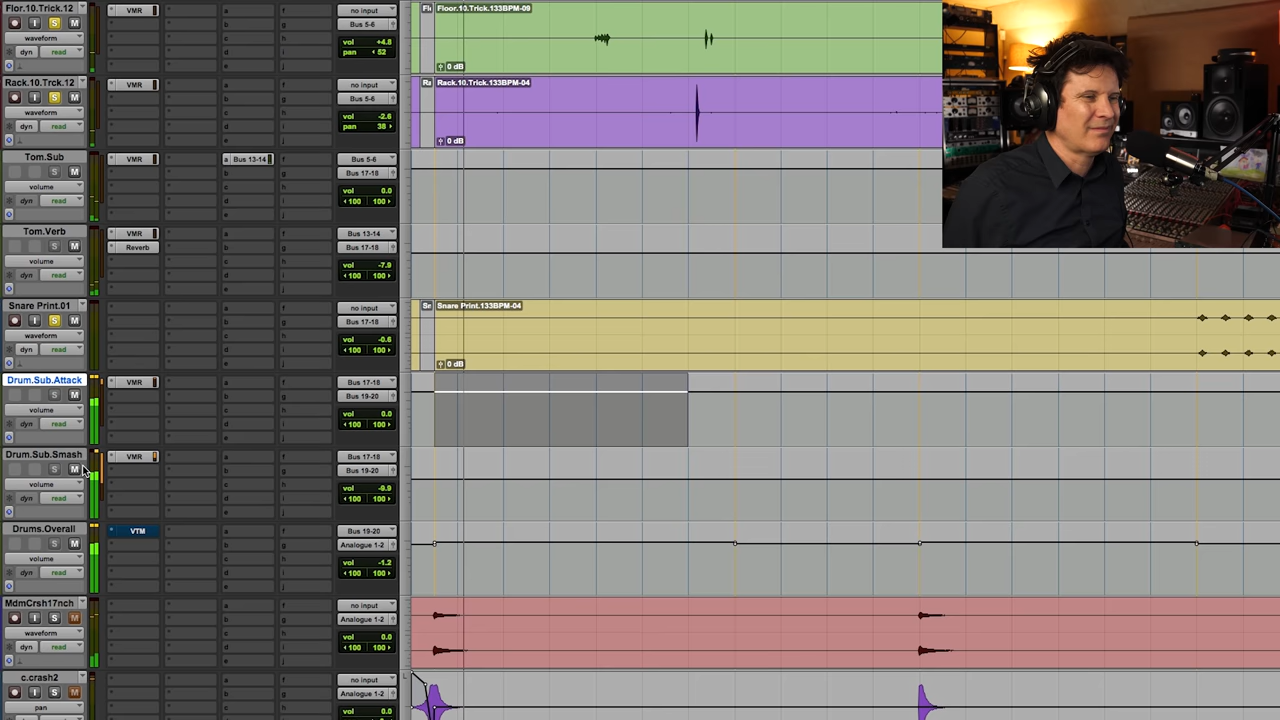 Flor.10.Trick.12
VMR
no input
I S M
Bus 5-6
waveform
vol +4.8
dyn read
pan ‹ 52
Floor.10.Trick.133BPM-09
0 dB
Rack.10.Trck.12
VMR
no input
I S M
Bus 5-6
waveform
vol -2.6
dyn read
pan 38 ›
Rack.10.Trick.133BPM-04
0 dB
Tom.Sub
VMR
a Bus 13-14
Bus 5-6
S M
Bus 17-18
volume
vol 0.0
dyn read
‹ 100 100 ›
Tom.Verb
VMR
Bus 13-14
Reverb
Bus 17-18
S M
volume
vol -7.9
dyn read
‹ 100 100 ›
Snare Print.01
no input
I S M
Bus 17-18
waveform
vol -0.6
dyn read
‹ 100 100 ›
Snare Print.133BPM-04
0 dB
Drum.Sub.Attack
VMR
Bus 17-18
S M
Bus 19-20
volume
vol 0.0
dyn read
‹ 100 100 ›
Drum.Sub.Smash
VMR
Bus 17-18
S M
Bus 19-20
volume
vol -9.9
dyn read
‹ 100 100 ›
Drums.Overall
VTM
Bus 19-20
S M
Analogue 1-2
volume
vol -1.2
dyn read
‹ 100 100 ›
MdmCrsh17nch
no input
I S M
Analogue 1-2
waveform
vol 0.0
dyn read
‹ 100 100 ›
c.crash2
no input
I S M
Analogue 1-2
pan
vol 0.0